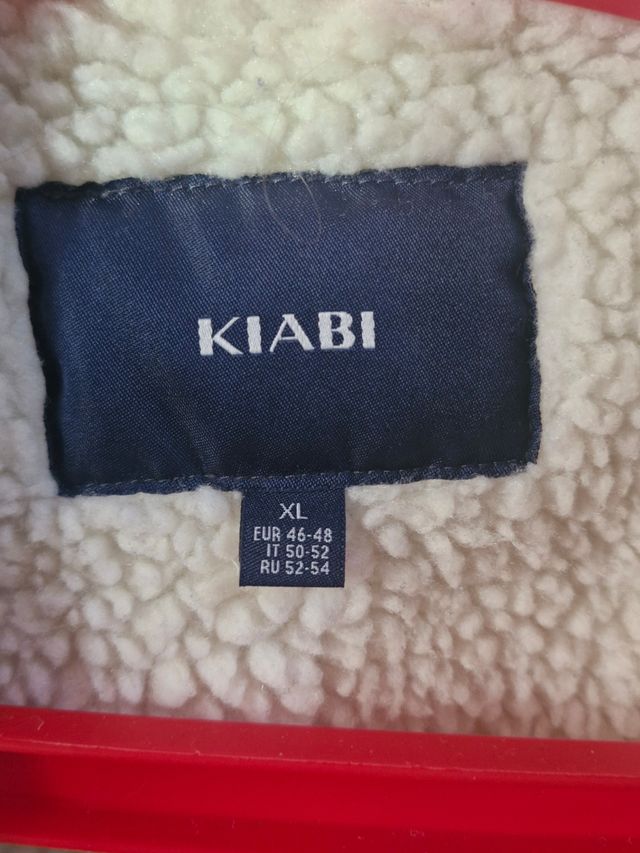 KIABI
XL
EUR 46-48
IT 50-52
RU 52-54